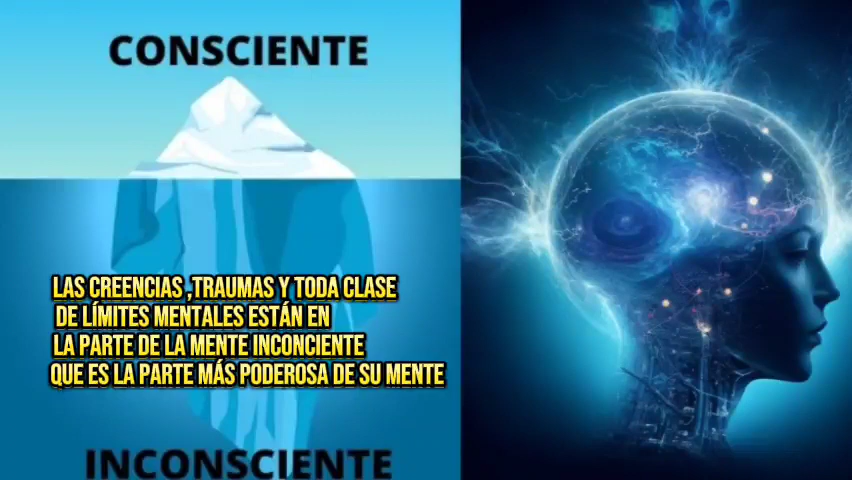 CONSCIENTE
LAS CREENCIAS ,TRAUMAS Y TODA CLASE
DE LÍMITES MENTALES ESTÁN EN
LA PARTE DE LA MENTE INCONCIENTE
QUE ES LA PARTE MÁS PODEROSA DE SU MENTE
INCONSCIENTE